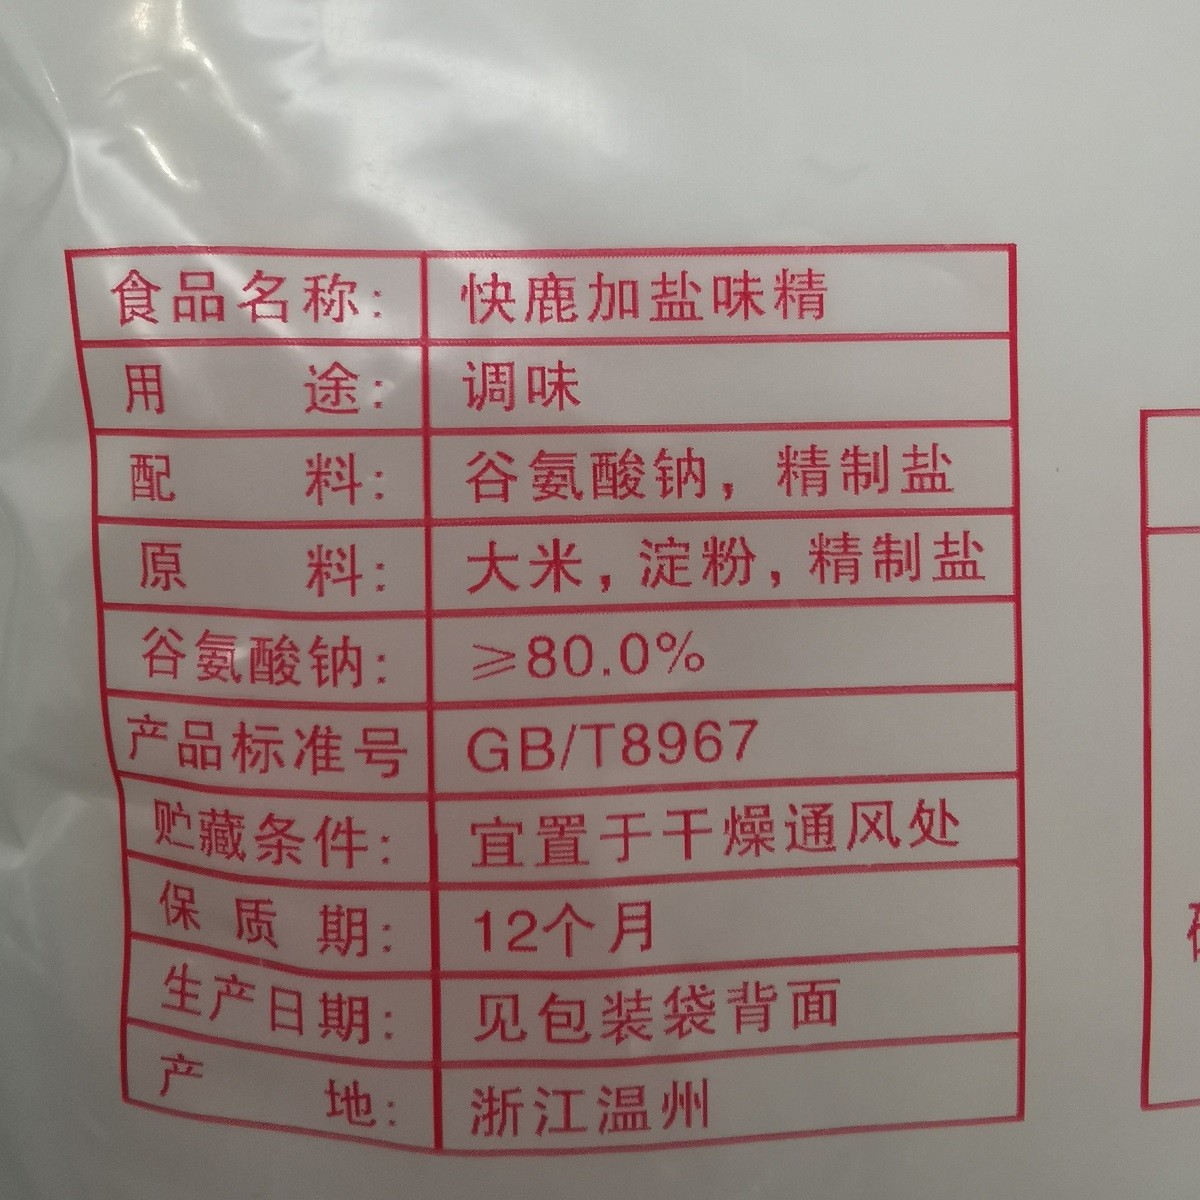 食品名称: 快鹿加盐味精
用 途: 调味
配 料: 谷氨酸钠，精制盐
原 料: 大米，淀粉，精制盐
谷氨酸钠: ≥80.0%
产品标准号 GB/T8967
贮藏条件: 宜置于干燥通风处
保 质 期: 12个月
生产日期: 见包装袋背面
产 地: 浙江温州